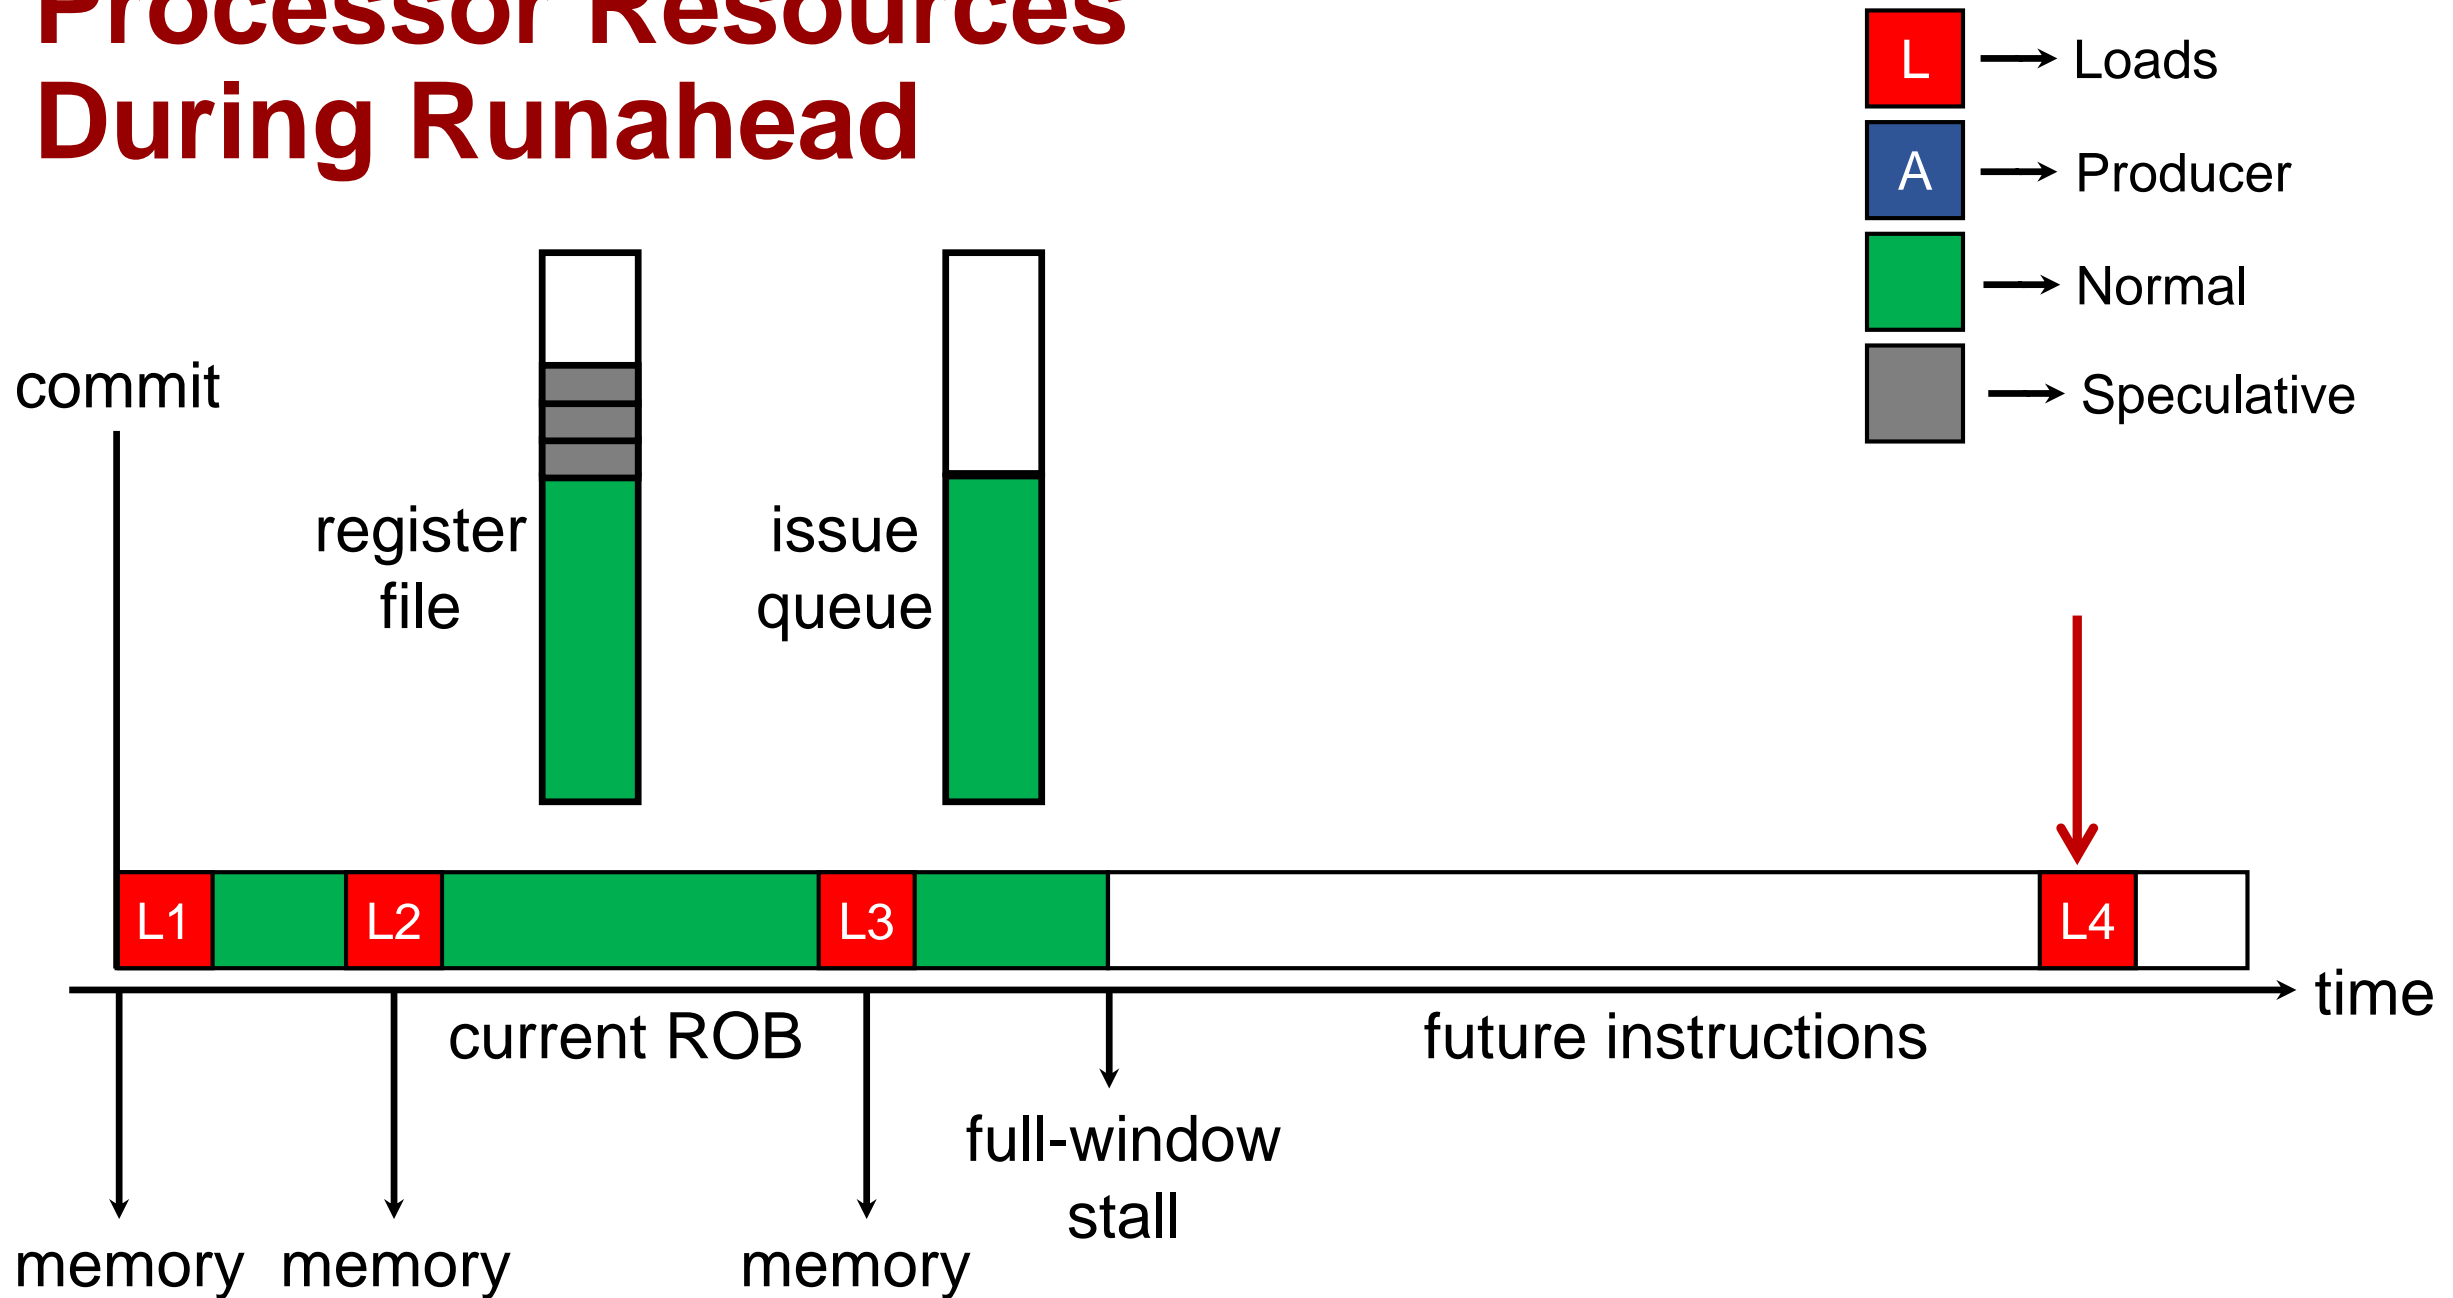 Processor Resources
During Runahead
L
Loads
A
Producer
Normal
Speculative
commit
register
file
issue
queue
L1
L2
L3
L4
time
current ROB
future instructions
full-window
stall
memory
memory
memory